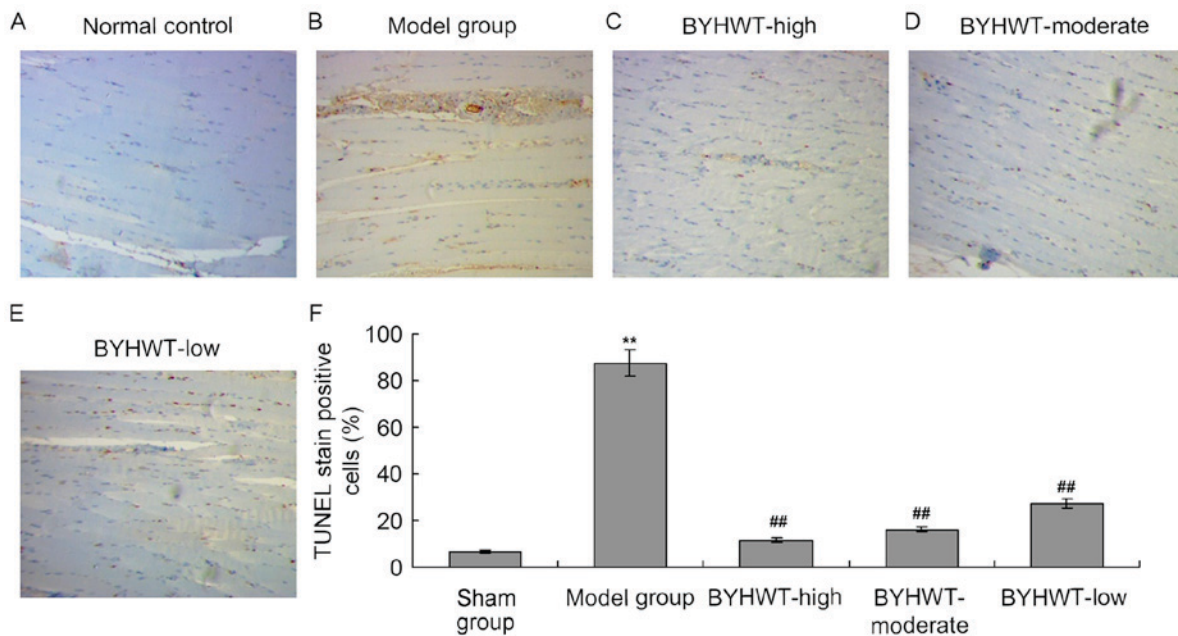 A
Normal control
B
Model group
C
BYHWT-high
D
BYHWT-moderate
E
BYHWT-low
F
TUNEL stain positive
cells (%)
100
80
60
40
20
0
**
##
##
##
Sham
group
Model group
BYHWT-high
BYHWT-
moderate
BYHWT-low